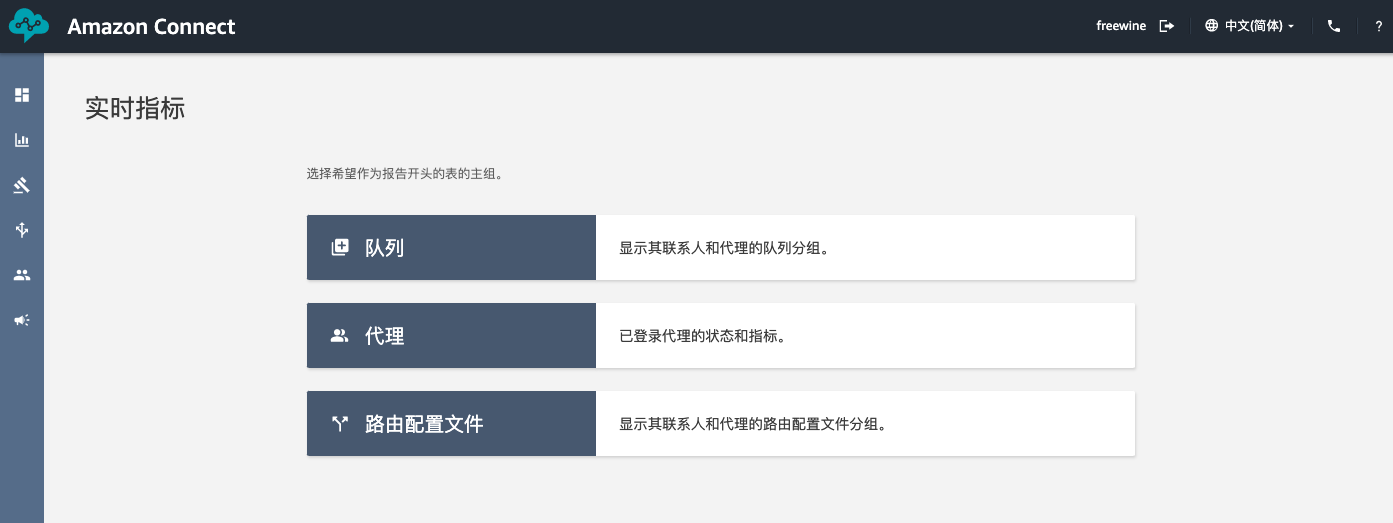 Amazon Connect
freewine
中文(简体)
?
实时指标
选择希望作为报告开头的表的主组。
队列
显示其联系人和代理的队列分组。
代理
已登录代理的状态和指标。
路由配置文件
显示其联系人和代理的路由配置文件分组。